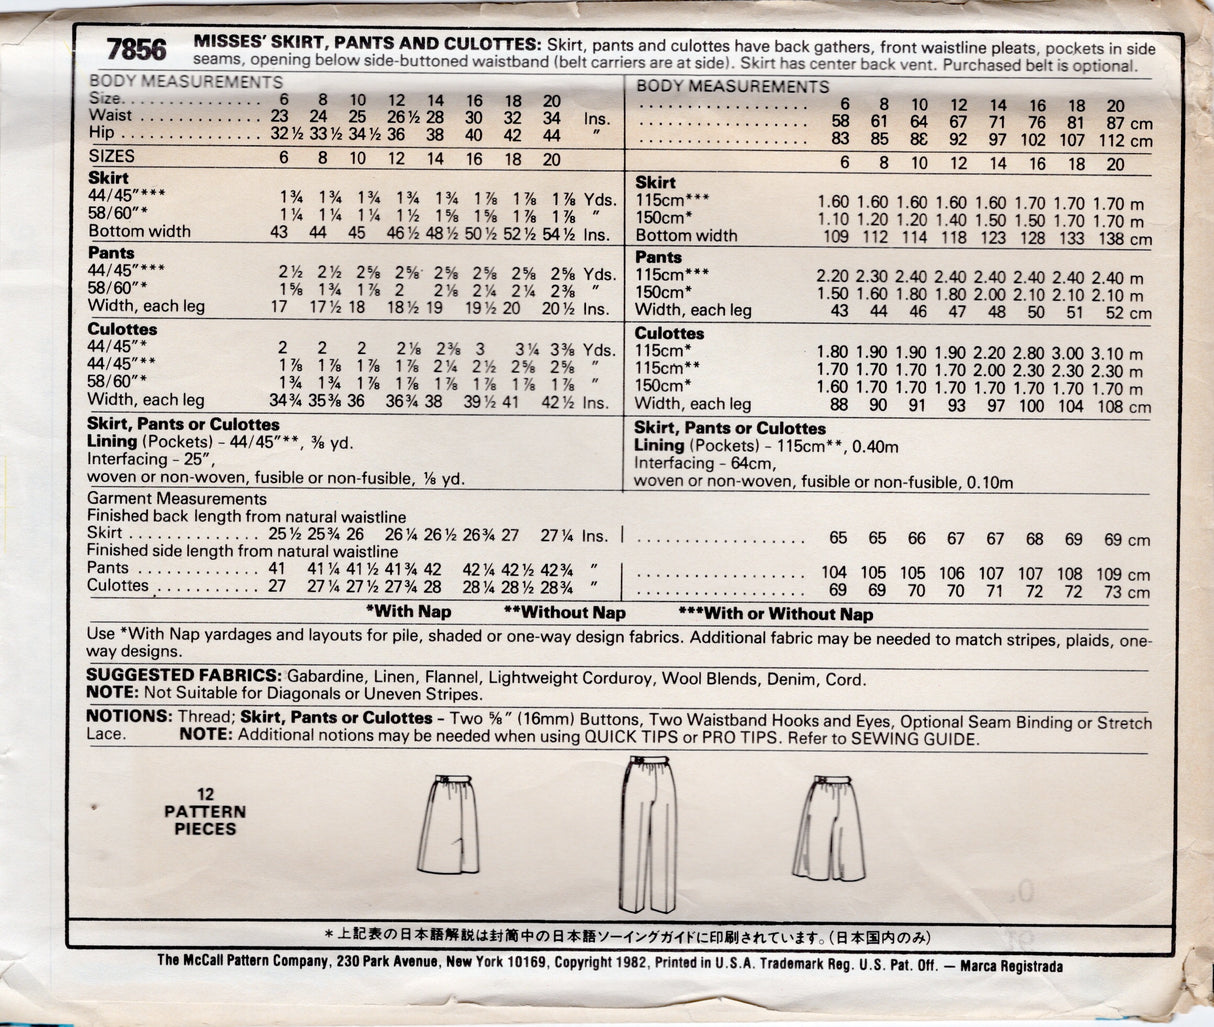 7856 MISSES' SKIRT, PANTS AND CULOTTES: Skirt, pants and culottes have back gathers, front waistline pleats, pockets in side
seams, opening below side-buttoned waistband (belt carriers are at side). Skirt has center back vent. Purchased belt is optional.
BODY MEASUREMENTS
Size. . . . . . . . . . . . . . . 6 8 10 12 14 16 18 20
Waist . . . . . . . . . . . . . 23 24 25 26½ 28 30 32 34 Ins.
Hip . . . . . . . . . . . . . . . 32½ 33½ 34½ 36 38 40 42 44 "
SIZES 6 8 10 12 14 16 18 20
Skirt
44/45"*** 1¾ 1¾ 1¾ 1¾ 1¾ 1⅞ 1⅞ 1⅞ Yds.
58/60"* 1¼ 1¼ 1¼ 1½ 1⅝ 1⅝ 1⅞ 1⅞ "
Bottom width 43 44 45 46½ 48½ 50½ 52½ 54½ Ins.
Pants
44/45"*** 2½ 2½ 2⅝ 2⅝ 2⅝ 2⅝ 2⅝ 2⅝ Yds.
58/60"* 1⅝ 1¾ 1⅞ 2 2⅛ 2¼ 2¼ 2⅜ "
Width, each leg 17 17½ 18 18½ 19 19½ 20 20½ Ins.
Culottes
44/45"* 2 2 2 2⅛ 2⅜ 3 3¼ 3⅜ Yds.
44/45"** 1⅞ 1⅞ 1⅞ 1⅞ 2¼ 2½ 2⅝ 2⅝ "
58/60"* 1¾ 1¾ 1⅞ 1⅞ 1⅞ 1⅞ 1⅞ 1⅞ "
Width, each leg 34¾ 35⅜ 36 36¾ 38 39½ 41 42½ Ins.
Skirt, Pants or Culottes
Lining (Pockets) – 44/45"**, ⅜ yd.
Interfacing – 25",
woven or non-woven, fusible or non-fusible, ⅛ yd.
BODY MEASUREMENTS
. . . . . . . . . . . . . . . . . . 6 8 10 12 14 16 18 20
. . . . . . . . . . . . . . . . . . 58 61 64 67 71 76 81 87 cm
. . . . . . . . . . . . . . . . . . 83 85 88 92 97 102 107 112 cm
6 8 10 12 14 16 18 20
Skirt
115cm*** 1.60 1.60 1.60 1.60 1.60 1.70 1.70 1.70 m
150cm* 1.10 1.20 1.20 1.40 1.50 1.50 1.70 1.70 m
Bottom width 109 112 114 118 123 128 133 138 cm
Pants
115cm*** 2.20 2.30 2.40 2.40 2.40 2.40 2.40 2.40 m
150cm* 1.50 1.60 1.80 1.80 2.00 2.10 2.10 2.10 m
Width, each leg 43 44 46 47 48 50 51 52 cm
Culottes
115cm* 1.80 1.90 1.90 1.90 2.20 2.80 3.00 3.10 m
115cm** 1.70 1.70 1.70 1.70 2.00 2.30 2.30 2.30 m
150cm* 1.60 1.70 1.70 1.70 1.70 1.70 1.70 1.70 m
Width, each leg 88 90 91 93 97 100 104 108 cm
Skirt, Pants or Culottes
Lining (Pockets) – 115cm**, 0.40m
Interfacing – 64cm,
woven or non-woven, fusible or non-fusible, 0.10m
Garment Measurements
Finished back length from natural waistline
Skirt . . . . . . . . . . . . . . 25½ 25¾ 26 26¼ 26½ 26¾ 27 27¼ Ins. | . . . . . . . . . . . . . . . . . . 65 65 66 67 67 68 69 69 cm
Finished side length from natural waistline
Pants . . . . . . . . . . . . . 41 41¼ 41½ 41¾ 42 42¼ 42½ 42¾ " . . . . . . . . . . . . . . . . . . 104 105 105 106 107 107 108 109 cm
Culottes . . . . . . . . . . . 27 27¼ 27½ 27¾ 28 28¼ 28½ 28¾ " . . . . . . . . . . . . . . . . . . 69 69 70 70 71 72 72 73 cm
*With Nap **Without Nap ***With or Without Nap
Use *With Nap yardages and layouts for pile, shaded or one-way design fabrics. Additional fabric may be needed to match stripes, plaids, one-
way designs.
SUGGESTED FABRICS: Gabardine, Linen, Flannel, Lightweight Corduroy, Wool Blends, Denim, Cord.
NOTE: Not Suitable for Diagonals or Uneven Stripes.
NOTIONS: Thread; Skirt, Pants or Culottes – Two ⅝" (16mm) Buttons, Two Waistband Hooks and Eyes, Optional Seam Binding or Stretch
Lace. NOTE: Additional notions may be needed when using QUICK TIPS or PRO TIPS. Refer to SEWING GUIDE.
12
PATTERN
PIECES
*上記表の日本語解説は封筒中の日本語ソーイングガイドに印刷されています。(日本国内のみ)
The McCall Pattern Company, 230 Park Avenue, New York 10169, Copyright 1982, Printed in U.S.A. Trademark Reg. U.S. Pat. Off. — Marca Registrada